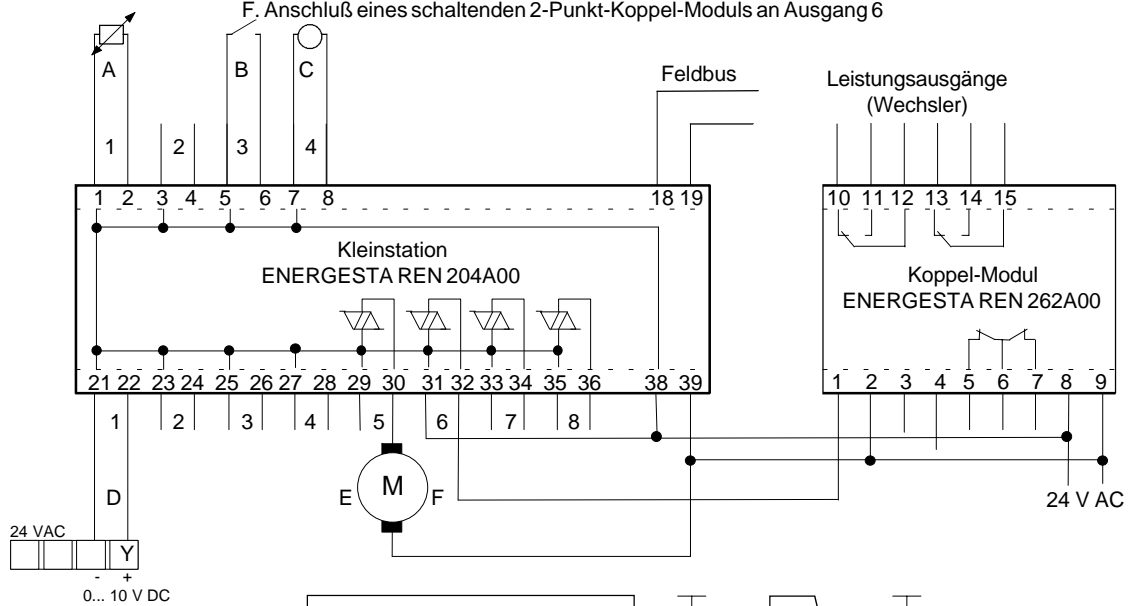 F. Anschluß eines schaltenden 2-Punkt-Koppel-Moduls an Ausgang 6
A B C
Feldbus
Leistungsausgänge
(Wechsler)
1 2 3 4
1 2 3 4 5 6 7 8 18 19
10 11 12 13 14 15
Kleinstation
ENERGESTA REN 204A00
Koppel-Modul
ENERGESTA REN 262A00
21 22 23 24 25 26 27 28 29 30 31 32 33 34 35 36 38 39
1 2 3 4 5 6 7 8 9
1 2 3 4 5 6 7 8
D
E M F
24 V AC
24 VAC
Y
- +
0... 10 V DC